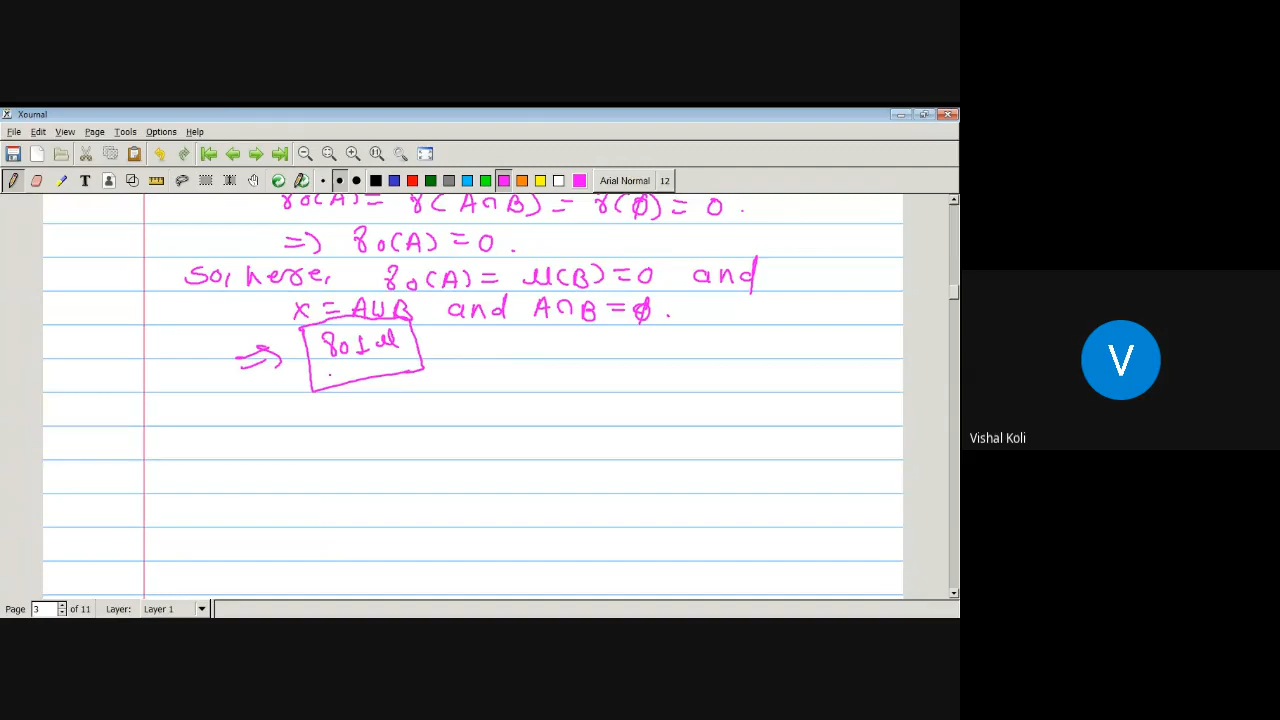 Xournal
File Edit View Page Tools Options Help
Arial Normal 12
γ₀(A) = γ(A∩B) = γ(ϕ) = 0.
=) γ₀(A) = 0.
So, here, γ₀(A) = μ(B) = 0 and
X = A∪B and A∩B = ϕ.
⇒ γ₀ ⊥ μ
V
Vishal Koli
Page 3 of 11 Layer: Layer 1